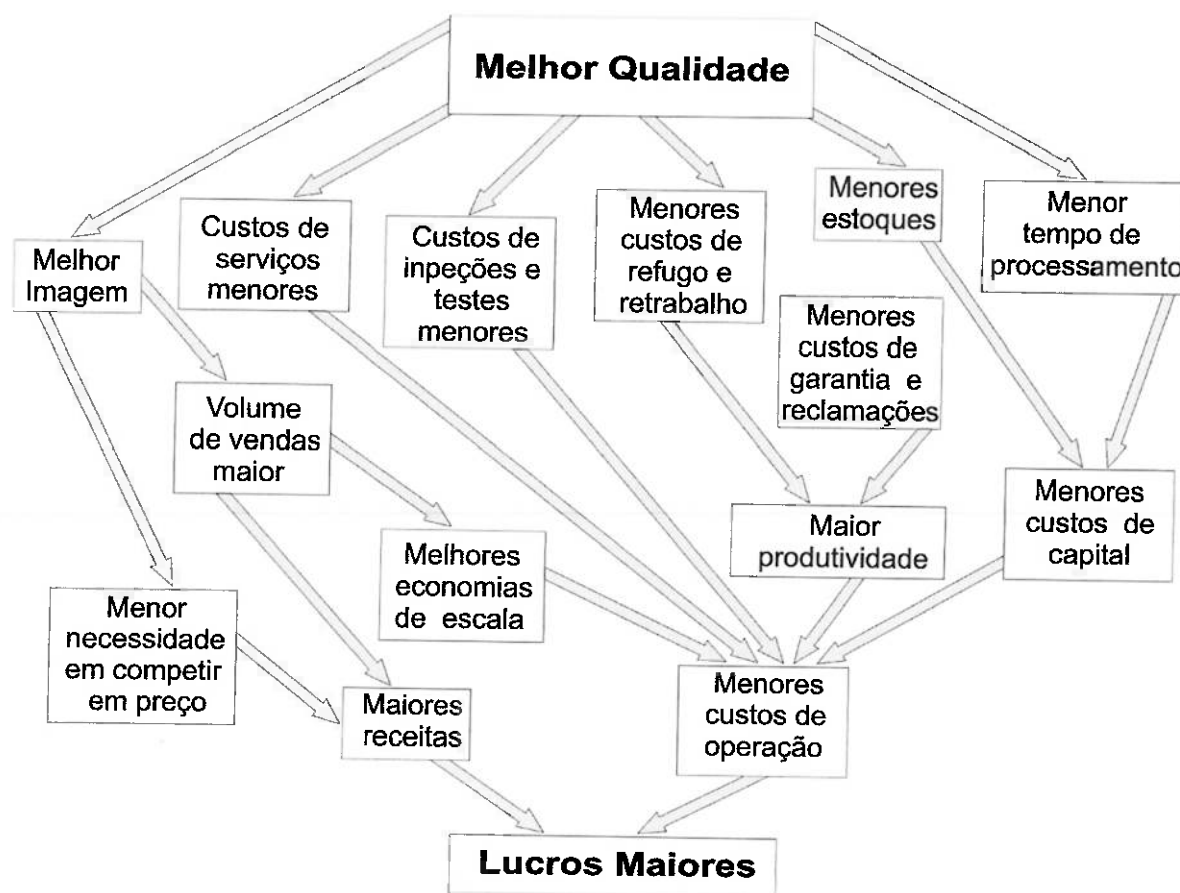 Melhor Qualidade
Melhor
Imagem
Custos de
serviços
menores
Custos de
inpeções e
testes
menores
Menores
custos de
refugo e
retrabalho
Menores
estoques
Menor
tempo de
processamento
Menores
custos de
garantia e
reclamações
Volume
de vendas
maior
Melhores
economias
de escala
Maior
produtividade
Menores
custos de
capital
Menor
necessidade
em competir
em preço
Maiores
receitas
Menores
custos de
operação
Lucros Maiores